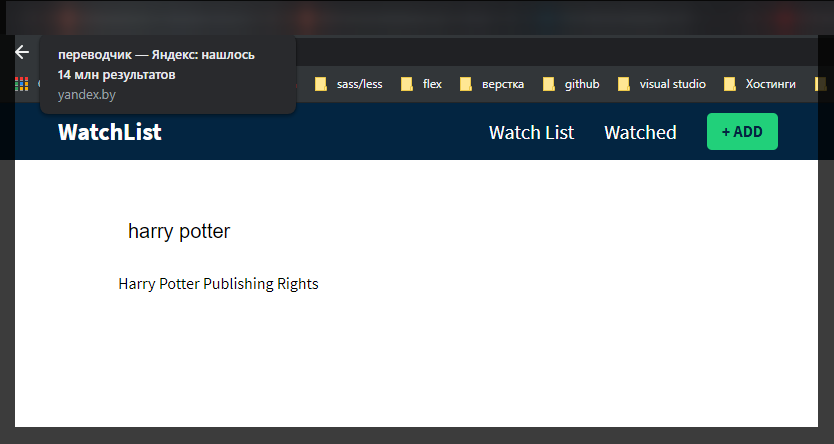 переводчик — Яндекс: нашлось
14 млн результатов
yandex.by
sass/less flex верстка github visual studio Хостинги
WatchList Watch List Watched + ADD
harry potter
Harry Potter Publishing Rights